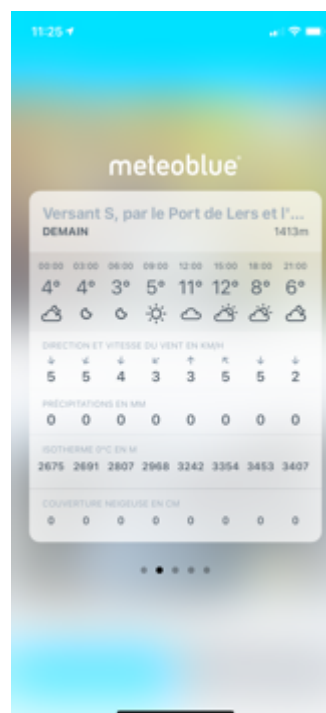 11:25
meteoblue
Versant S, par le Port de Lers et l'...
DEMAIN 1413m
00:00 03:00 06:00 09:00 12:00 15:00 18:00 21:00
4° 4° 3° 5° 11° 12° 8° 6°
DIRECTION ET VITESSE DU VENT EN KM/H
5 5 4 3 3 5 5 2
PRÉCIPITATIONS EN MM
0 0 0 0 0 0 0 0
ISOTHERME 0°C EN M
2675 2691 2807 2968 3242 3354 3453 3407
COUVERTURE NEIGEUSE EN CM
0 0 0 0 0 0 0 0